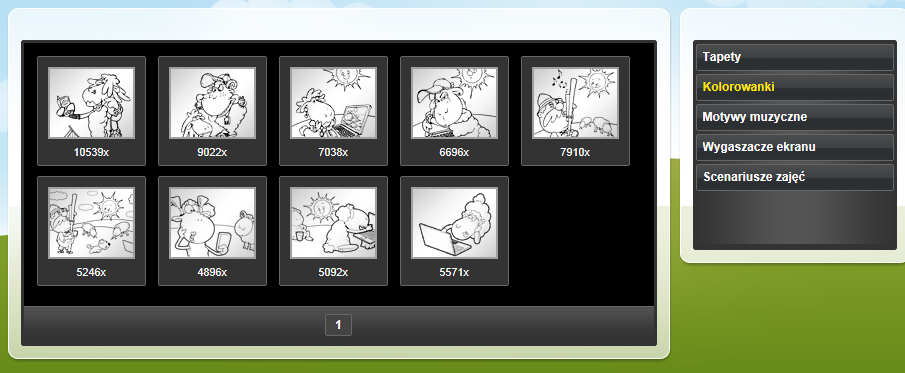 10539x
9022x
7038x
6696x
7910x
5246x
4896x
5092x
5571x
1
Tapety
Kolorowanki
Motywy muzyczne
Wygaszacze ekranu
Scenariusze zajęć